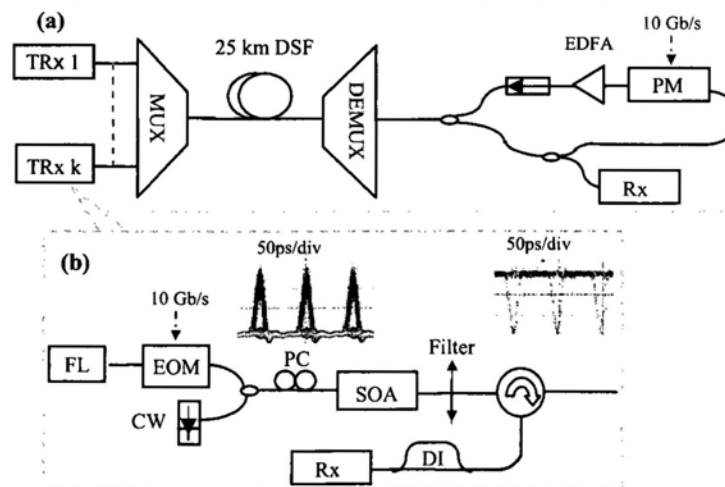 (a)
10 Gb/s
25 km DSF
EDFA
TRx 1
PM
MUX
DEMUX
TRx k
Rx
(b)
50ps/div
50ps/div
10 Gb/s
PC
Filter
FL
EOM
SOA
CW
Rx
DI